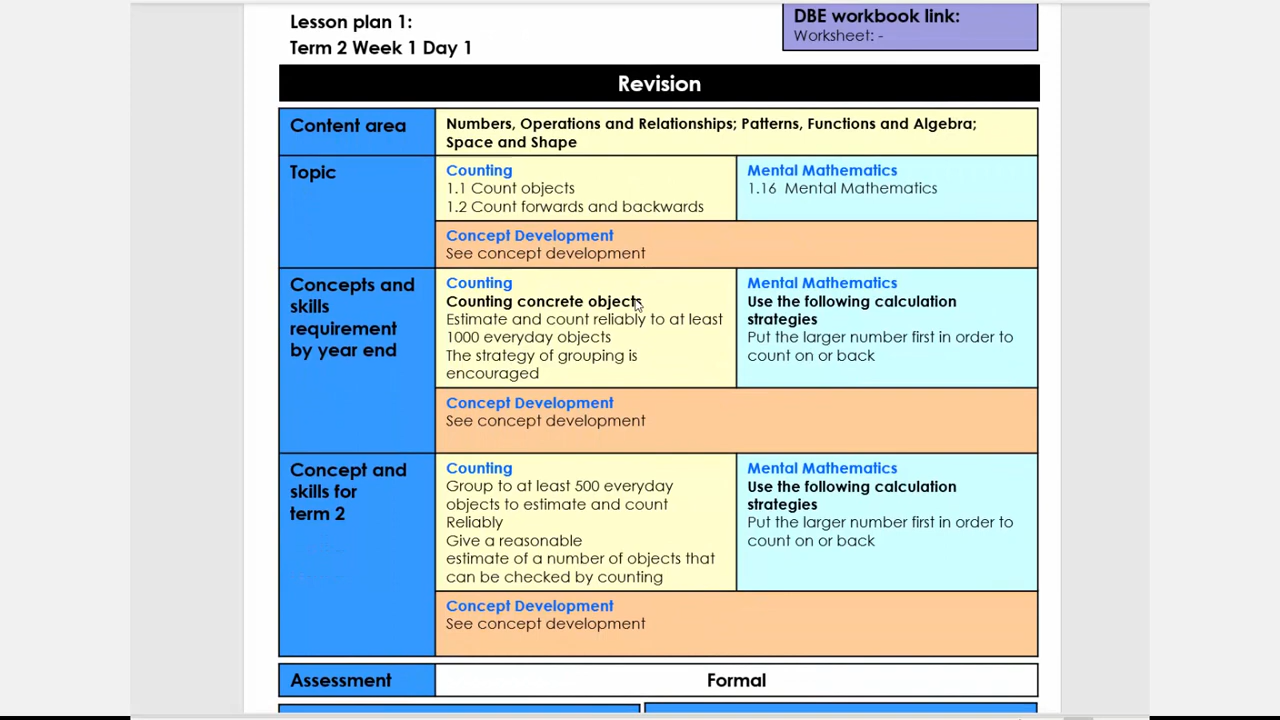 Lesson plan 1:
Term 2 Week 1 Day 1
DBE workbook link:
Worksheet: -
Revision
Content area
Numbers, Operations and Relationships; Patterns, Functions and Algebra;
Space and Shape
Topic
Counting
1.1 Count objects
1.2 Count forwards and backwards
Mental Mathematics
1.16 Mental Mathematics
Concept Development
See concept development
Concepts and
skills
requirement
by year end
Counting
Counting concrete objects
Estimate and count reliably to at least
1000 everyday objects
The strategy of grouping is
encouraged
Mental Mathematics
Use the following calculation
strategies
Put the larger number first in order to
count on or back
Concept Development
See concept development
Concept and
skills for
term 2
Counting
Group to at least 500 everyday
objects to estimate and count
Reliably
Give a reasonable
estimate of a number of objects that
can be checked by counting
Mental Mathematics
Use the following calculation
strategies
Put the larger number first in order to
count on or back
Concept Development
See concept development
Assessment
Formal